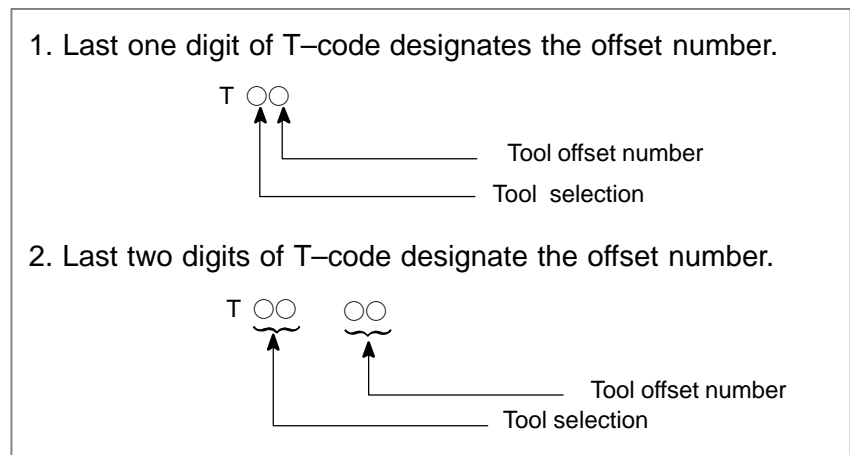 1. Last one digit of T–code designates the offset number.
T ○○
Tool offset number
Tool selection
2. Last two digits of T–code designate the offset number.
T ○○ ○○
Tool offset number
Tool selection